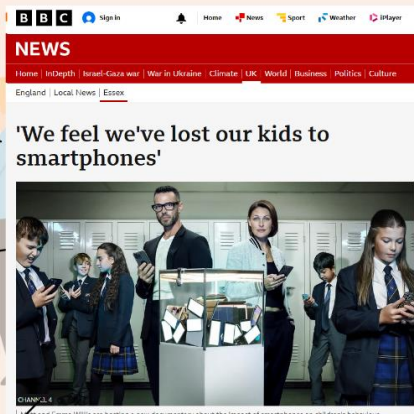 BBC Sign in Home News Sport Weather iPlayer
NEWS
Home InDepth Israel-Gaza war War in Ukraine Climate UK World Business Politics Culture
England Local News Essex
'We feel we've lost our kids to
smartphones'
CHANNEL 4